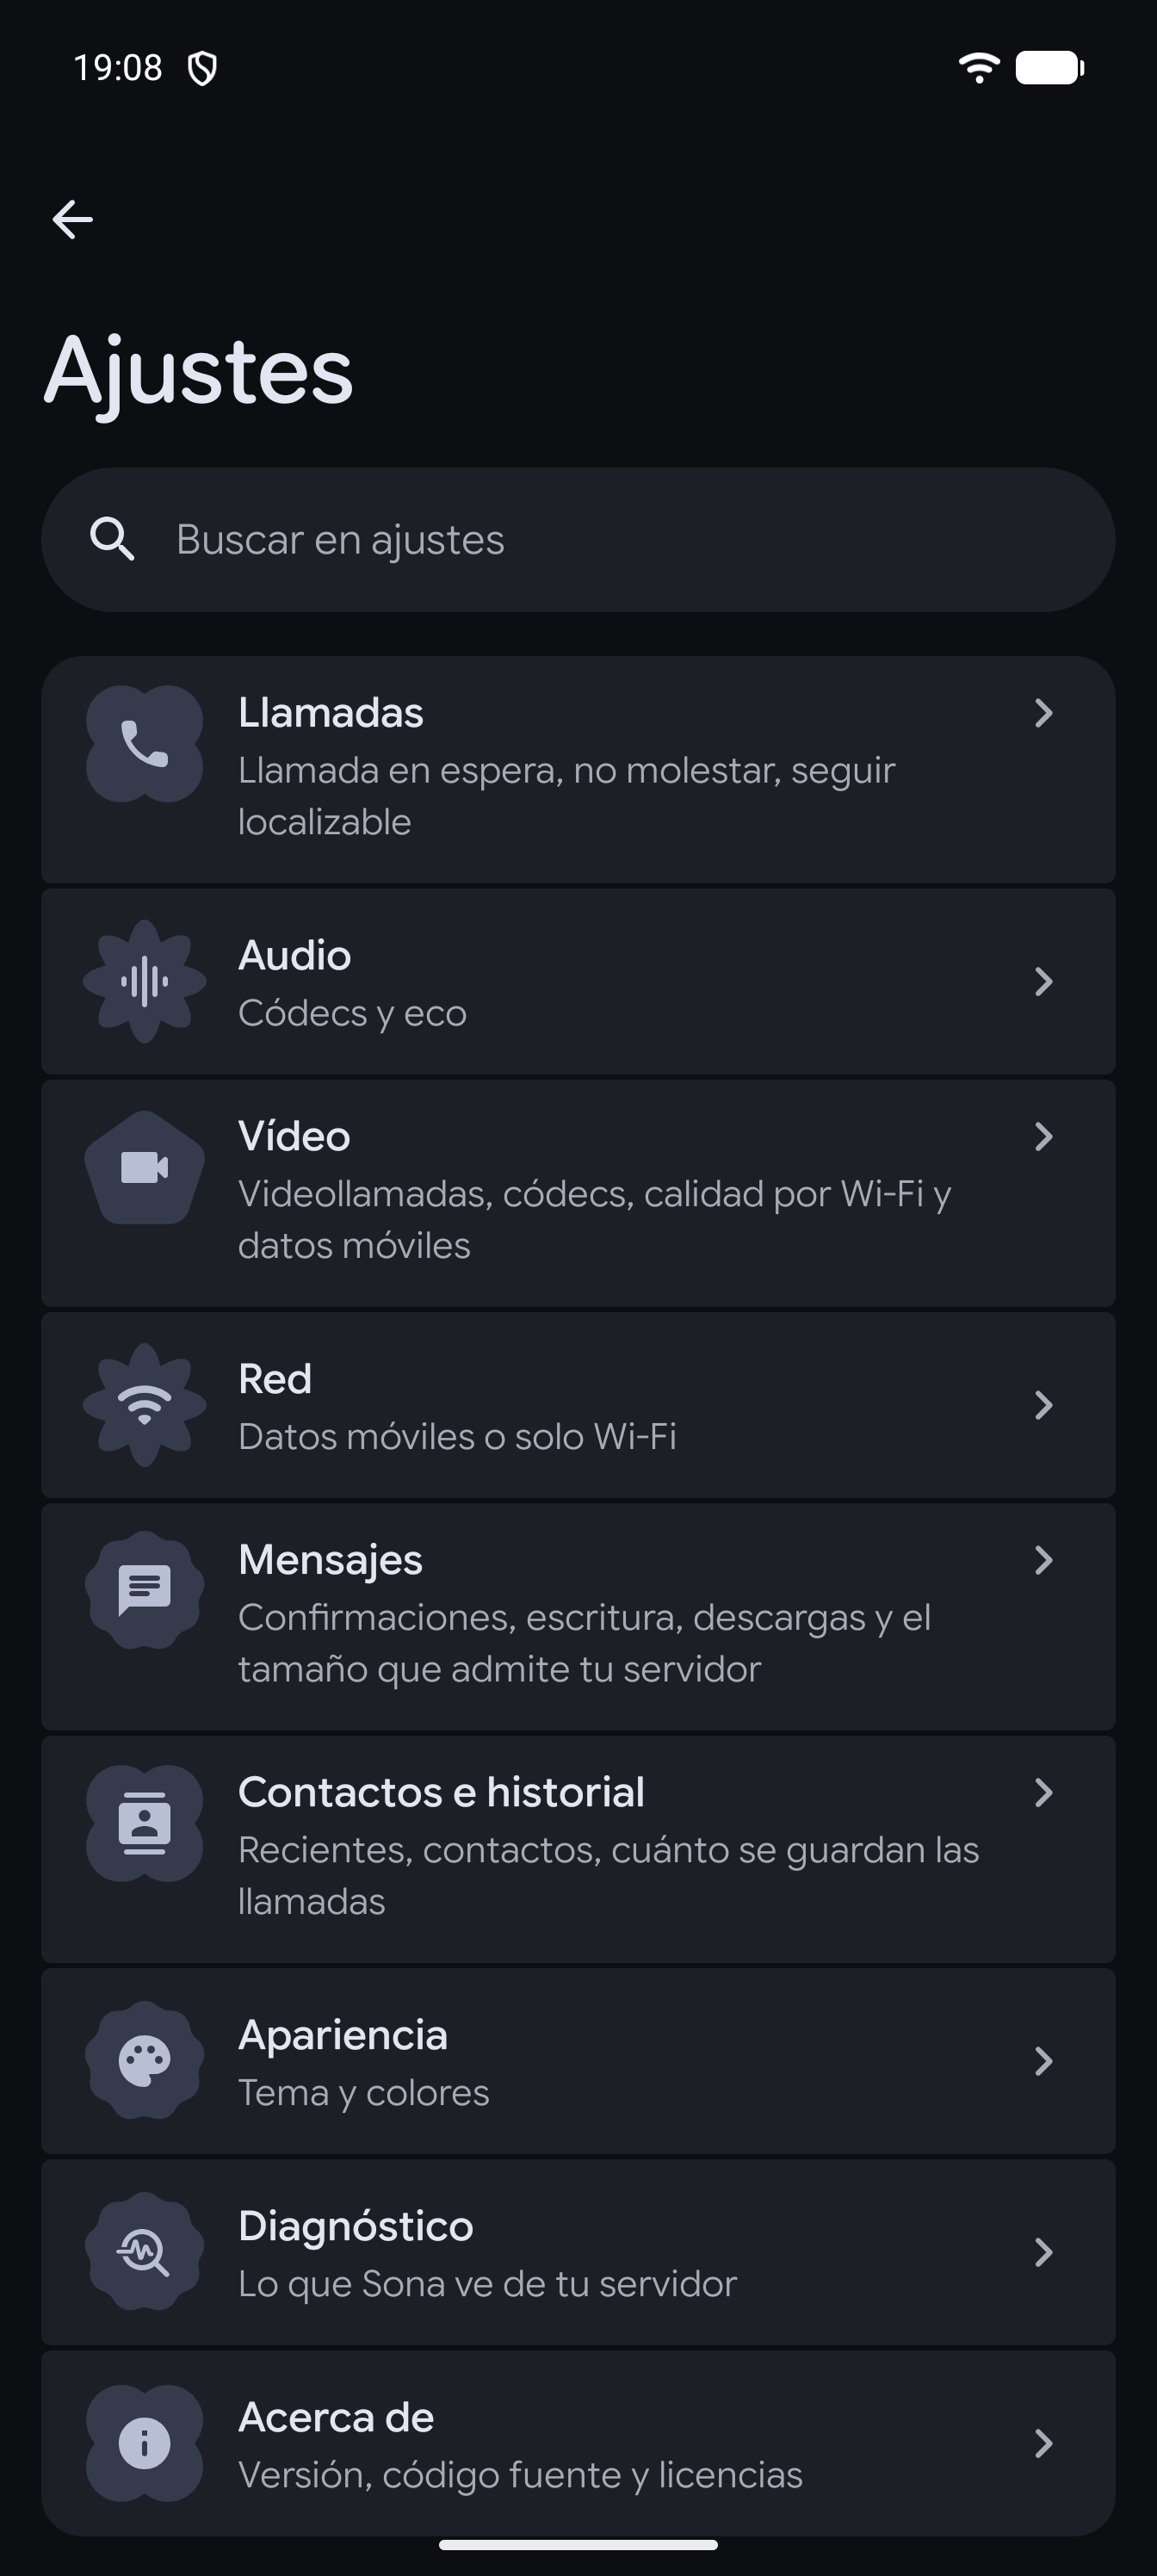 19:08
Ajustes
Buscar en ajustes
Llamadas
Llamada en espera, no molestar, seguir
localizable
Audio
Códecs y eco
Vídeo
Videollamadas, códecs, calidad por Wi-Fi y
datos móviles
Red
Datos móviles o solo Wi-Fi
Mensajes
Confirmaciones, escritura, descargas y el
tamaño que admite tu servidor
Contactos e historial
Recientes, contactos, cuánto se guardan las
llamadas
Apariencia
Tema y colores
Diagnóstico
Lo que Sona ve de tu servidor
Acerca de
Versión, código fuente y licencias